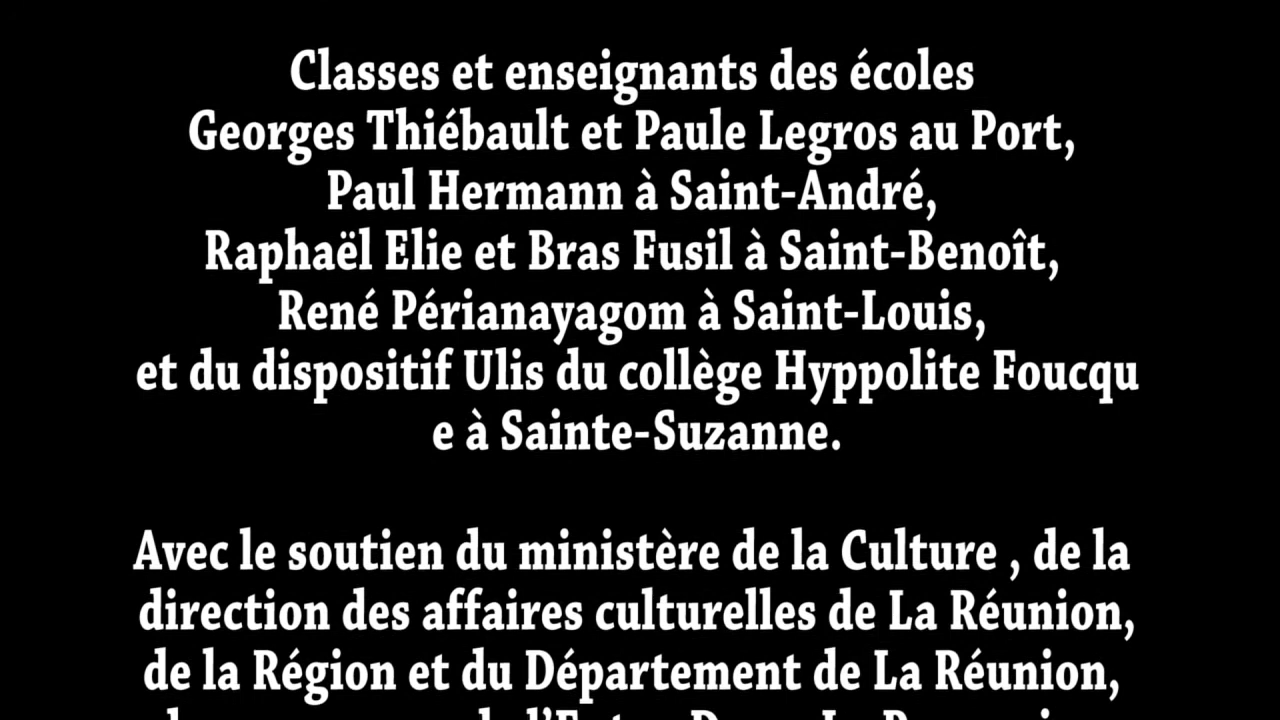 Classes et enseignants des écoles
Georges Thiébault et Paule Legros au Port,
Paul Hermann à Saint-André,
Raphaël Elie et Bras Fusil à Saint-Benoît,
René Périanayagom à Saint-Louis,
et du dispositif Ulis du collège Hyppolite Foucqu
e à Sainte-Suzanne.
Avec le soutien du ministère de la Culture , de la
direction des affaires culturelles de La Réunion,
de la Région et du Département de La Réunion,